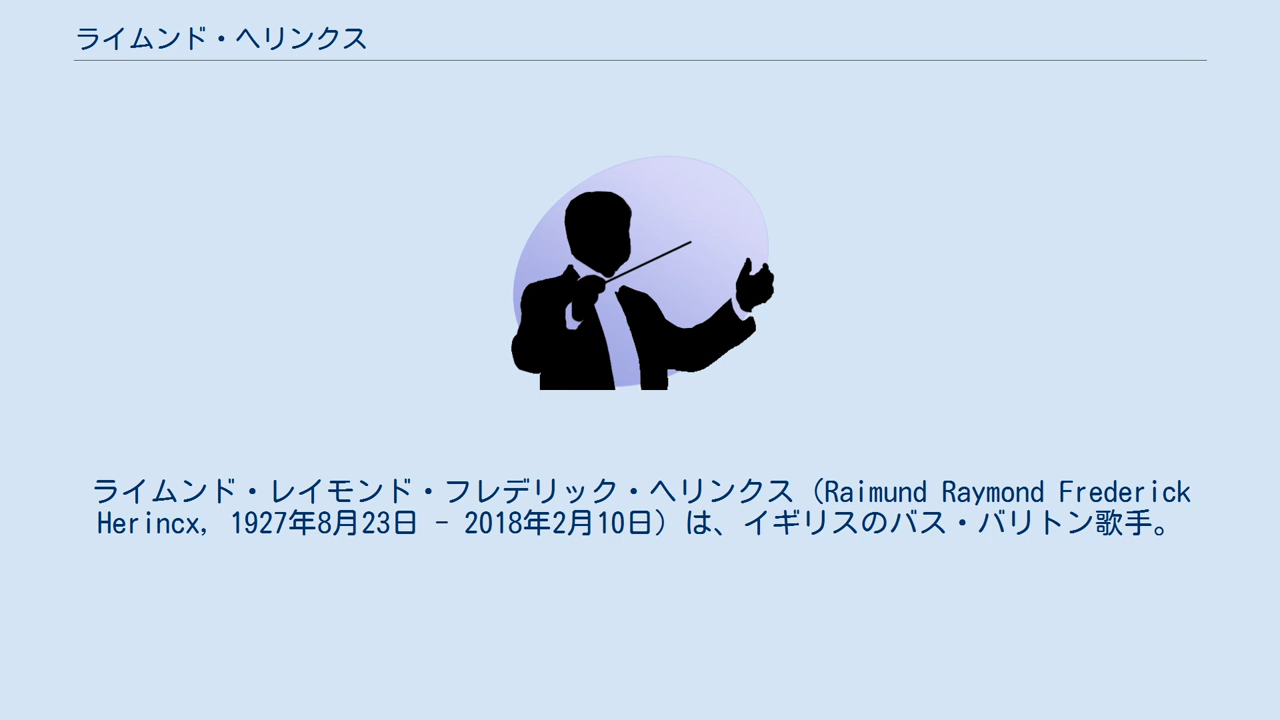 ライムンド・ヘリンクス
ライムンド・レイモンド・フレデリック・ヘリンクス（Raimund Raymond Frederick
Herincx, 1927年8月23日 - 2018年2月10日）は、イギリスのバス・バリトン歌手。